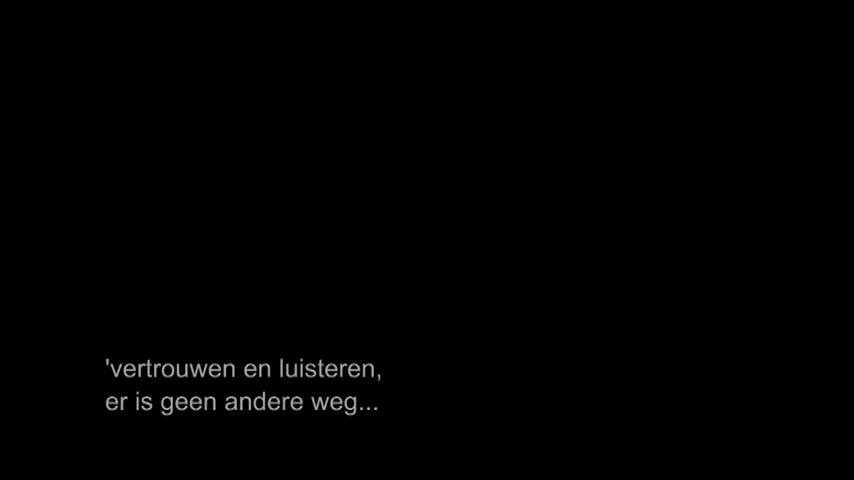 'vertrouwen en luisteren,
er is geen andere weg...